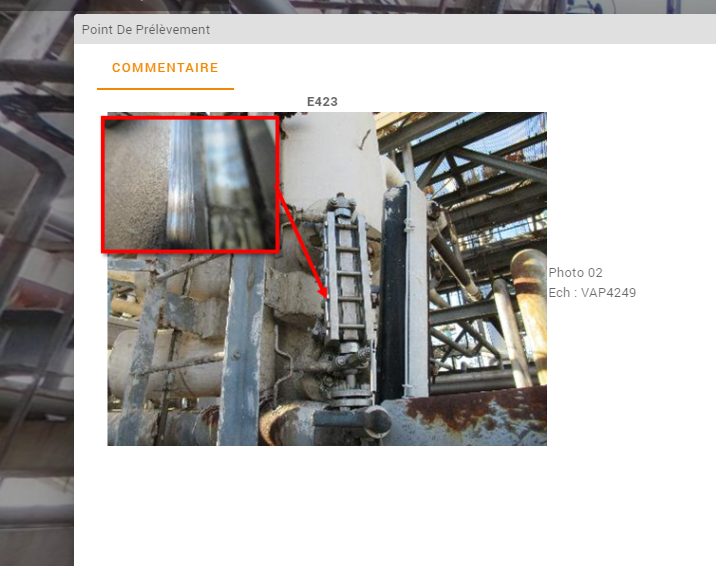 Point De Prélèvement
COMMENTAIRE
E423
Photo 02
Ech : VAP4249